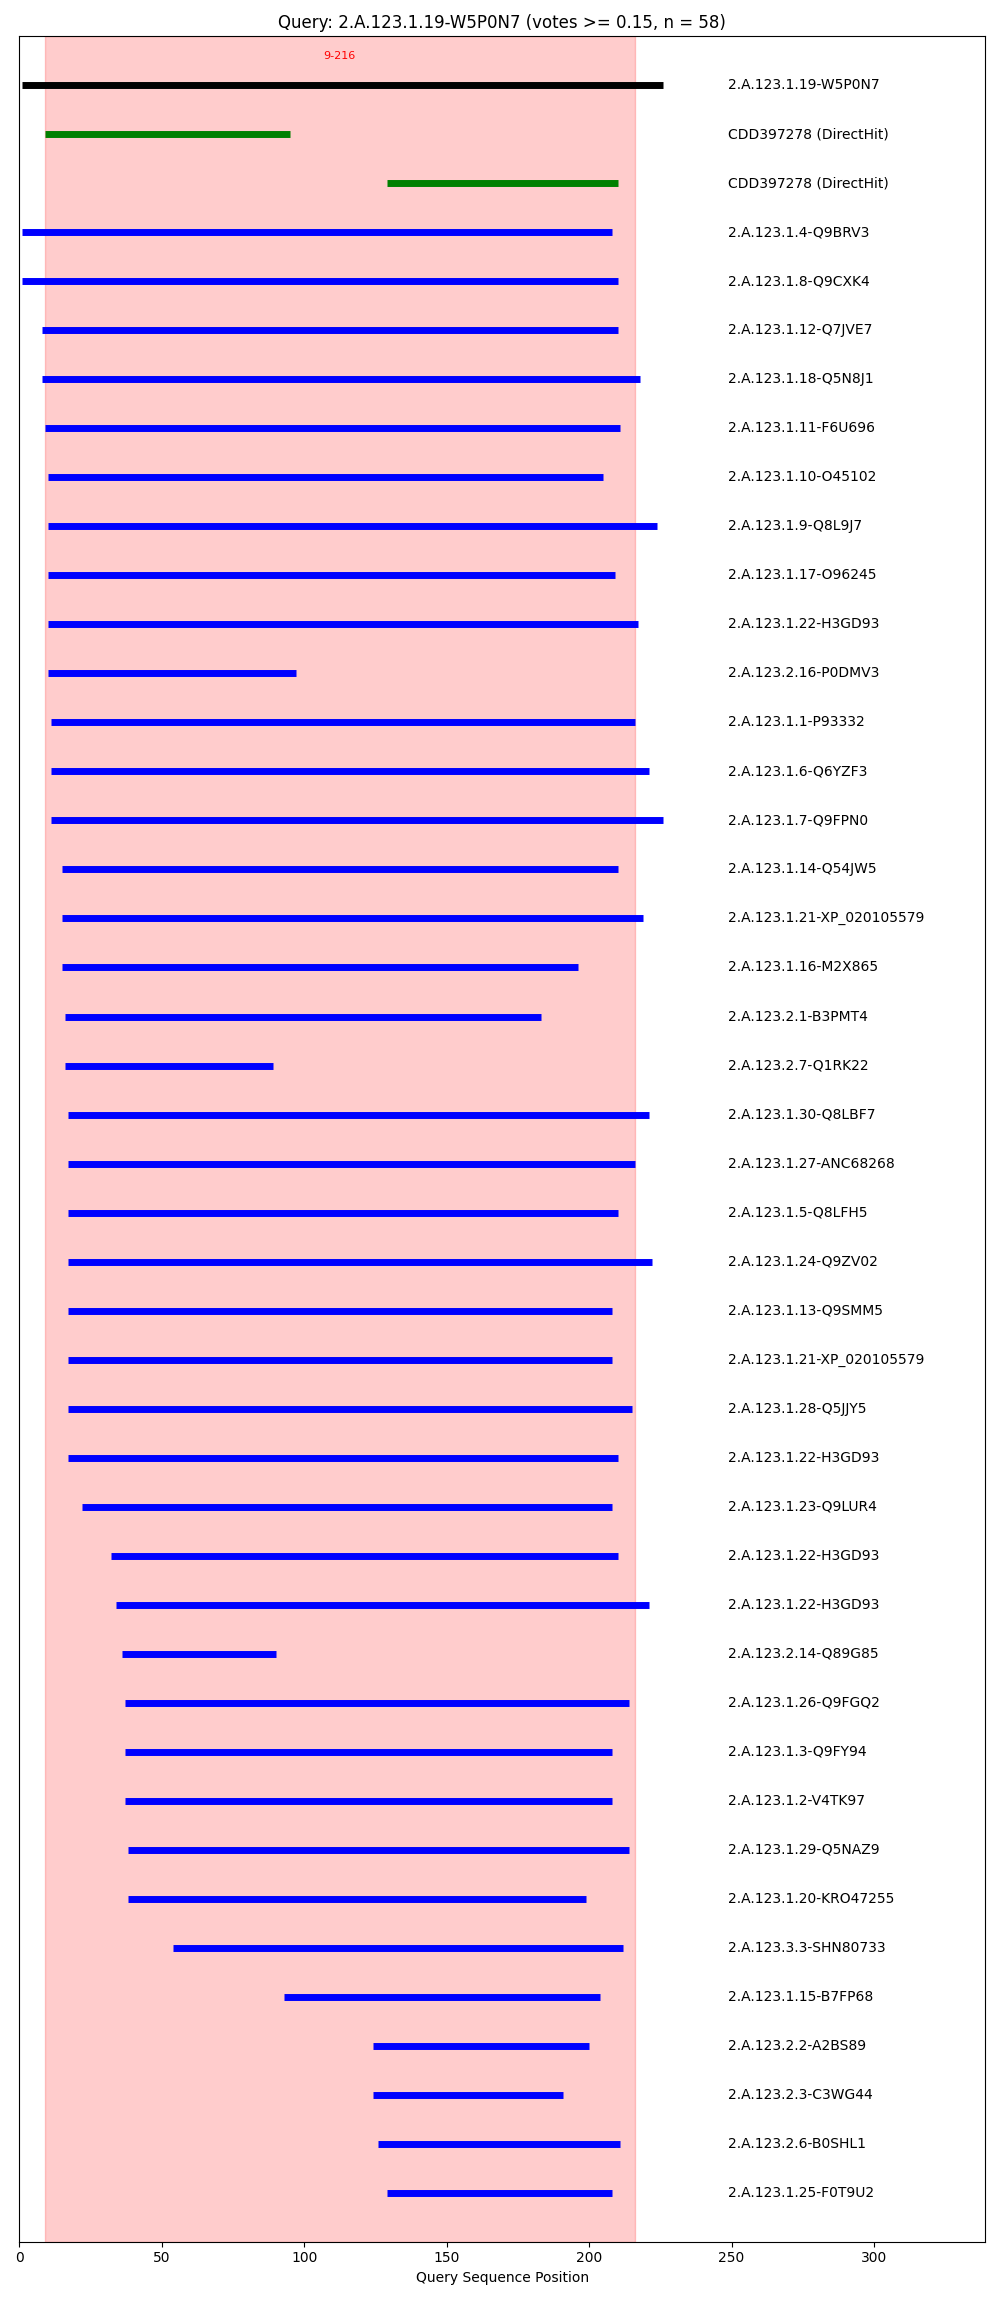 Query: 2.A.123.1.19-W5P0N7 (votes >= 0.15, n = 58)
9-216
2.A.123.1.19-W5P0N7
CDD397278 (DirectHit)
CDD397278 (DirectHit)
2.A.123.1.4-Q9BRV3
2.A.123.1.8-Q9CXK4
2.A.123.1.12-Q7JVE7
2.A.123.1.18-Q5N8J1
2.A.123.1.11-F6U696
2.A.123.1.10-O45102
2.A.123.1.9-Q8L9J7
2.A.123.1.17-O96245
2.A.123.1.22-H3GD93
2.A.123.2.16-P0DMV3
2.A.123.1.1-P93332
2.A.123.1.6-Q6YZF3
2.A.123.1.7-Q9FPN0
2.A.123.1.14-Q54JW5
2.A.123.1.21-XP_020105579
2.A.123.1.16-M2X865
2.A.123.2.1-B3PMT4
2.A.123.2.7-Q1RK22
2.A.123.1.30-Q8LBF7
2.A.123.1.27-ANC68268
2.A.123.1.5-Q8LFH5
2.A.123.1.24-Q9ZV02
2.A.123.1.13-Q9SMM5
2.A.123.1.21-XP_020105579
2.A.123.1.28-Q5JJY5
2.A.123.1.22-H3GD93
2.A.123.1.23-Q9LUR4
2.A.123.1.22-H3GD93
2.A.123.1.22-H3GD93
2.A.123.2.14-Q89G85
2.A.123.1.26-Q9FGQ2
2.A.123.1.3-Q9FY94
2.A.123.1.2-V4TK97
2.A.123.1.29-Q5NAZ9
2.A.123.1.20-KRO47255
2.A.123.3.3-SHN80733
2.A.123.1.15-B7FP68
2.A.123.2.2-A2BS89
2.A.123.2.3-C3WG44
2.A.123.2.6-B0SHL1
2.A.123.1.25-F0T9U2
0 50 100 150 200 250 300
Query Sequence Position